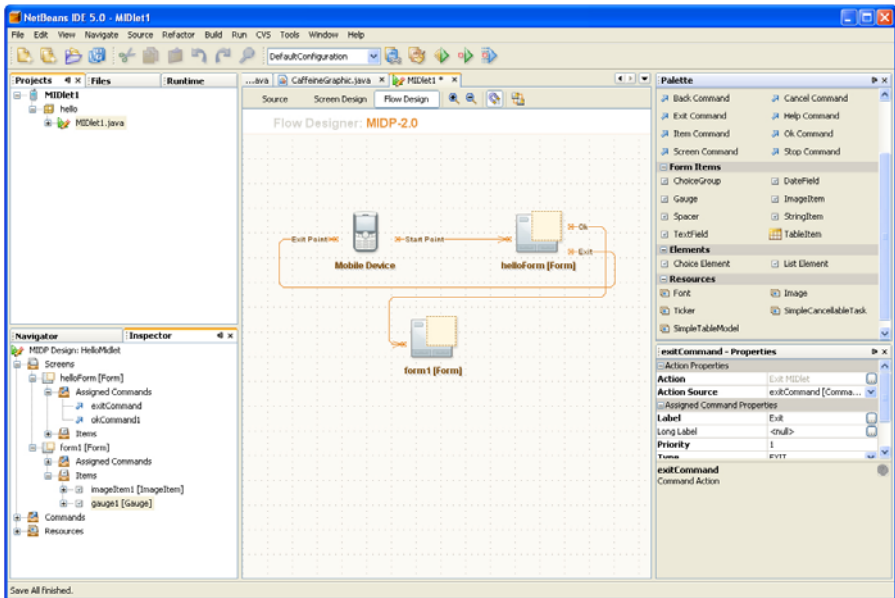 NetBeans IDE 5.0 - MIDlet1
File Edit View Navigate Source Refactor Build Run CVS Tools Window Help
DefaultConfiguration
Projects Files Runtime
MIDlet1
hello
MIDlet1.java
...ava CaffeineGraphic.java MIDlet1 *
Source Screen Design Flow Design
Flow Designer: MIDP-2.0
Exit Point Start Point Ok
Exit
Mobile Device helloForm [Form]
form1 [Form]
Navigator Inspector
MIDP Design: HelloMidlet
Screens
helloForm [Form]
Assigned Commands
exitCommand
okCommand1
Items
form1 [Form]
Assigned Commands
Items
imageItem1 [ImageItem]
gauge1 [Gauge]
Commands
Resources
Palette
Back Command Cancel Command
Exit Command Help Command
Item Command Ok Command
Screen Command Stop Command
Form Items
ChoiceGroup DateField
Gauge ImageItem
Spacer StringItem
TextField TableItem
Elements
Choice Element List Element
Resources
Font Image
Ticker SimpleCancellableTask
SimpleTableModel
exitCommand - Properties
Action Properties
Action Exit MIDlet
Action Source exitCommand [Comma...
Assigned Command Properties
Label Exit
Long Label <null>
Priority 1
Type EXIT
exitCommand
Command Action
Save All finished.